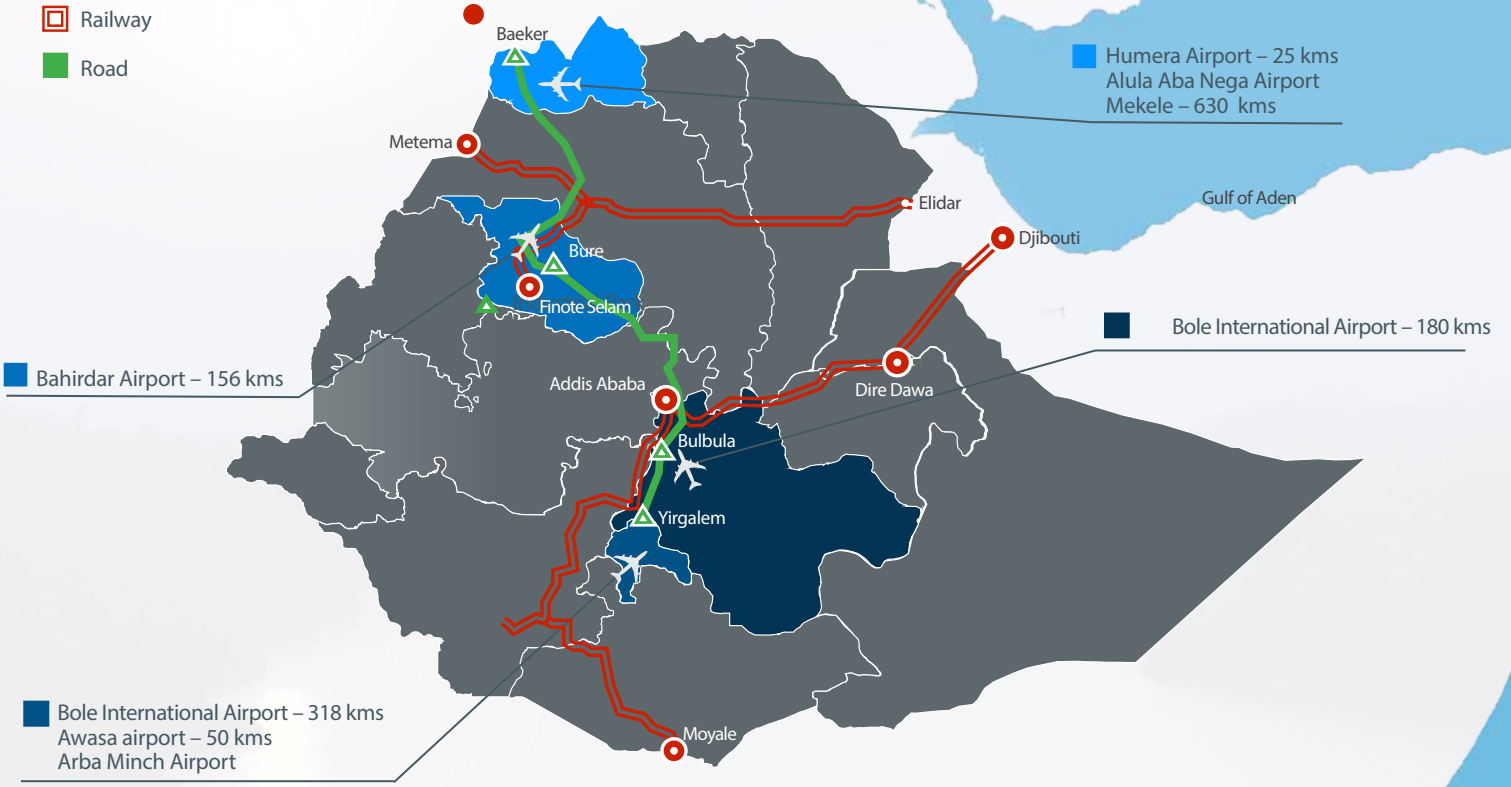 Railway
Road
Baeker
Humera Airport – 25 kms
Alula Aba Nega Airport
Mekele – 630 kms
Metema
Elidar
Gulf of Aden
Djibouti
Bure
Finote Selam
Bole International Airport – 180 kms
Bahirdar Airport – 156 kms
Addis Ababa
Dire Dawa
Bulbula
Yirgalem
Bole International Airport – 318 kms
Awasa airport – 50 kms
Arba Minch Airport
Moyale